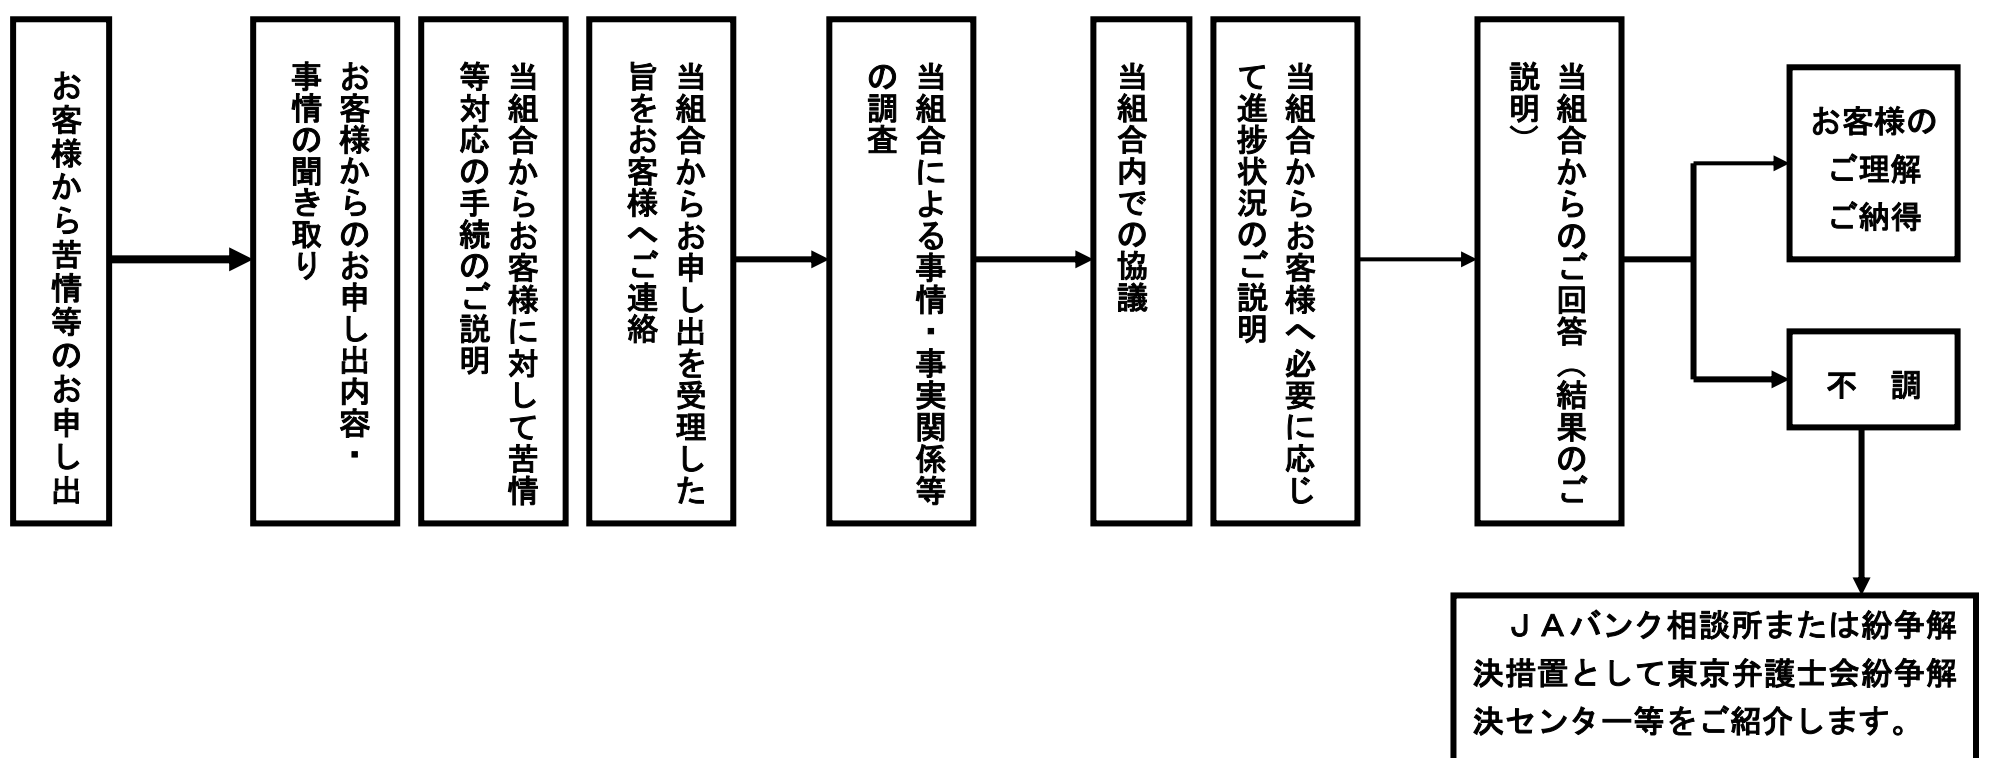 お客様から苦情等のお申し出
お客様からのお申し出内容・
事情の聞き取り
当組合からお客様に対して苦情
等対応の手続のご説明
当組合からお申し出を受理した
旨をお客様へご連絡
当組合による事情・事実関係等
の調査
当組合内での協議
当組合からお客様へ必要に応じ
て進捗状況のご説明
当組合からのご回答（結果のご
説明）
お客様の
ご理解
ご納得
不　調
ＪＡバンク相談所または紛争解
決措置として東京弁護士会紛争解
決センター等をご紹介します。